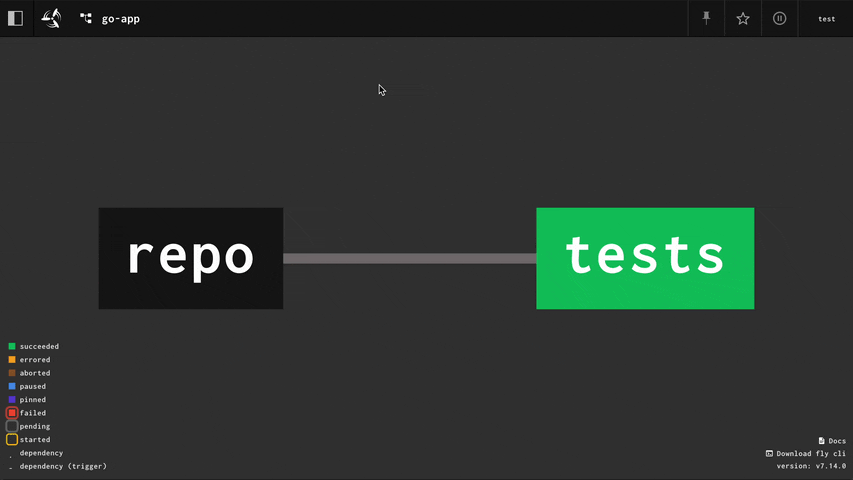 go-app
test
repo
tests
succeeded
errored
aborted
paused
pinned
failed
pending
started
dependency
dependency (trigger)
Docs
Download fly cli
version: v7.14.0